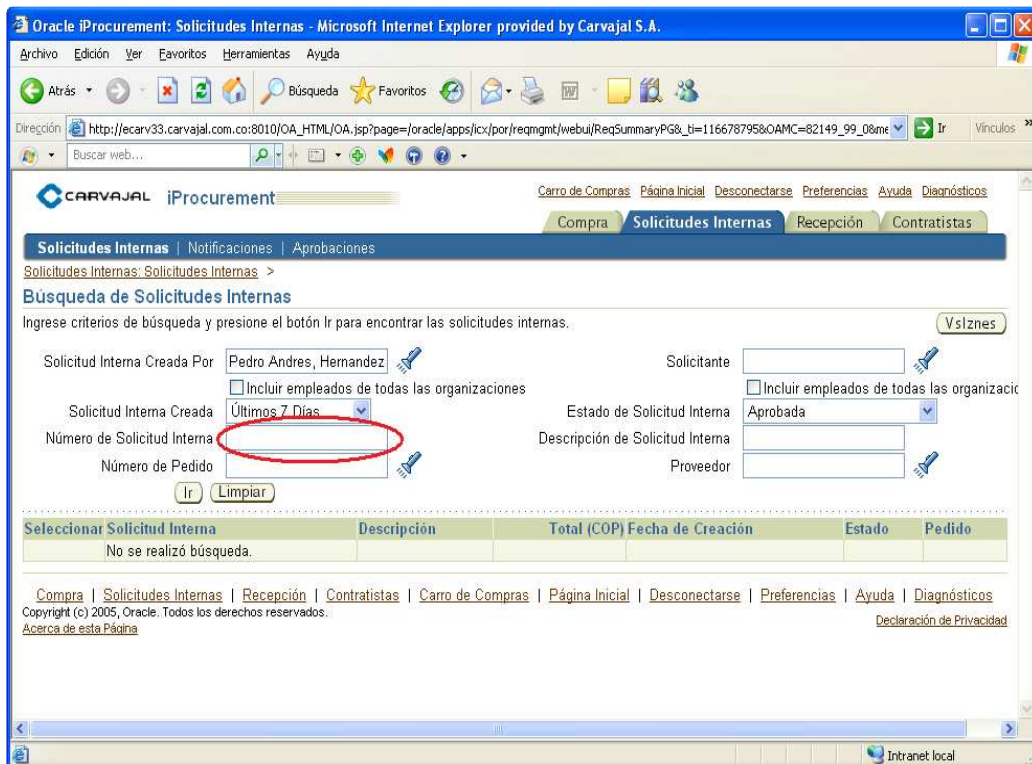 Oracle iProcurement: Solicitudes Internas - Microsoft Internet Explorer provided by Carvajal S.A.
Archivo Edición Ver Favoritos Herramientas Ayuda
Atrás Búsqueda Favoritos
Dirección http://ecarv33.carvajal.com.co:8010/OA_HTML/OA.jsp?page=/oracle/apps/icx/por/reqmgmt/webui/ReqSummaryPG&_ti=116678795&OAMC=82149_99_0&me Ir Vínculos »
Buscar web...
CARVAJAL iProcurement
Carro de Compras Página Inicial Desconectarse Preferencias Ayuda Diagnósticos
Compra Solicitudes Internas Recepción Contratistas
Solicitudes Internas | Notificaciones | Aprobaciones
Solicitudes Internas: Solicitudes Internas >
Búsqueda de Solicitudes Internas
Ingrese criterios de búsqueda y presione el botón Ir para encontrar las solicitudes internas. Vslznes
Solicitud Interna Creada Por Pedro Andres, Hernandez Solicitante
Incluir empleados de todas las organizaciones Incluir empleados de todas las organizacio
Solicitud Interna Creada Últimos 7 Días Estado de Solicitud Interna Aprobada
Número de Solicitud Interna Descripción de Solicitud Interna
Número de Pedido Proveedor
Ir Limpiar
Seleccionar Solicitud Interna Descripción Total (COP) Fecha de Creación Estado Pedido
No se realizó búsqueda.
Compra | Solicitudes Internas | Recepción | Contratistas | Carro de Compras | Página Inicial | Desconectarse | Preferencias | Ayuda | Diagnósticos
Copyright (c) 2005, Oracle. Todos los derechos reservados.
Acerca de esta Página Declaración de Privacidad
Intranet local